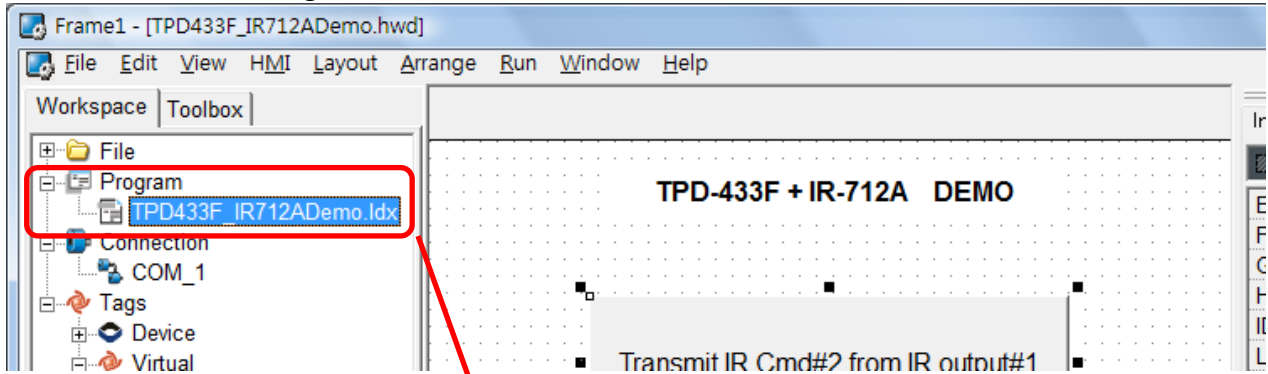 Frame1 - [TPD433F_IR712ADemo.hwd]
File Edit View HMI Layout Arrange Run Window Help
Workspace Toolbox
File
Program
TPD433F_IR712ADemo.ldx
Connection
COM_1
Tags
Device
Virtual
TPD-433F + IR-712A DEMO
Transmit IR Cmd#2 from IR output#1